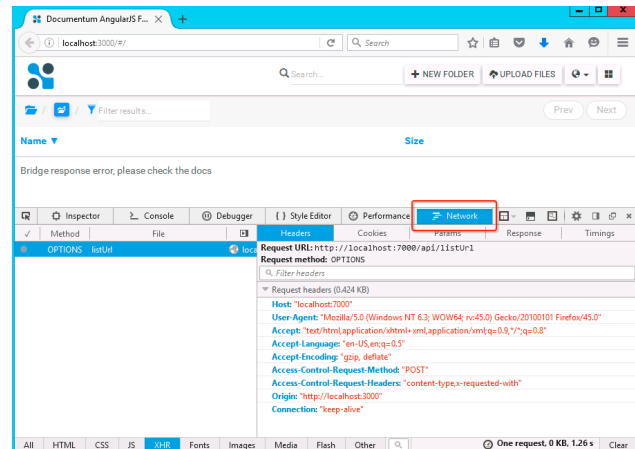 Documentum AngularJS F... × +
localhost:3000/#/ Search
Search... + NEW FOLDER UPLOAD FILES
/ / Filter results... Prev Next
Name ▼ Size
Bridge response error, please check the docs
Inspector Console Debugger { } Style Editor Performance Network
✓ Method File Headers Cookies Params Response Timings
OPTIONS listUrl loca
Request URL: http://localhost:7000/api/listUrl
Request method: OPTIONS
Filter headers
Request headers (0.424 KB)
Host: "localhost:7000"
User-Agent: "Mozilla/5.0 (Windows NT 6.3; WOW64; rv:45.0) Gecko/20100101 Firefox/45.0"
Accept: "text/html,application/xhtml+xml,application/xml;q=0.9,*/*;q=0.8"
Accept-Language: "en-US,en;q=0.5"
Accept-Encoding: "gzip, deflate"
Access-Control-Request-Method: "POST"
Access-Control-Request-Headers: "content-type,x-requested-with"
Origin: "http://localhost:3000"
Connection: "keep-alive"
All HTML CSS JS XHR Fonts Images Media Flash Other One request, 0 KB, 1.26 s Clear